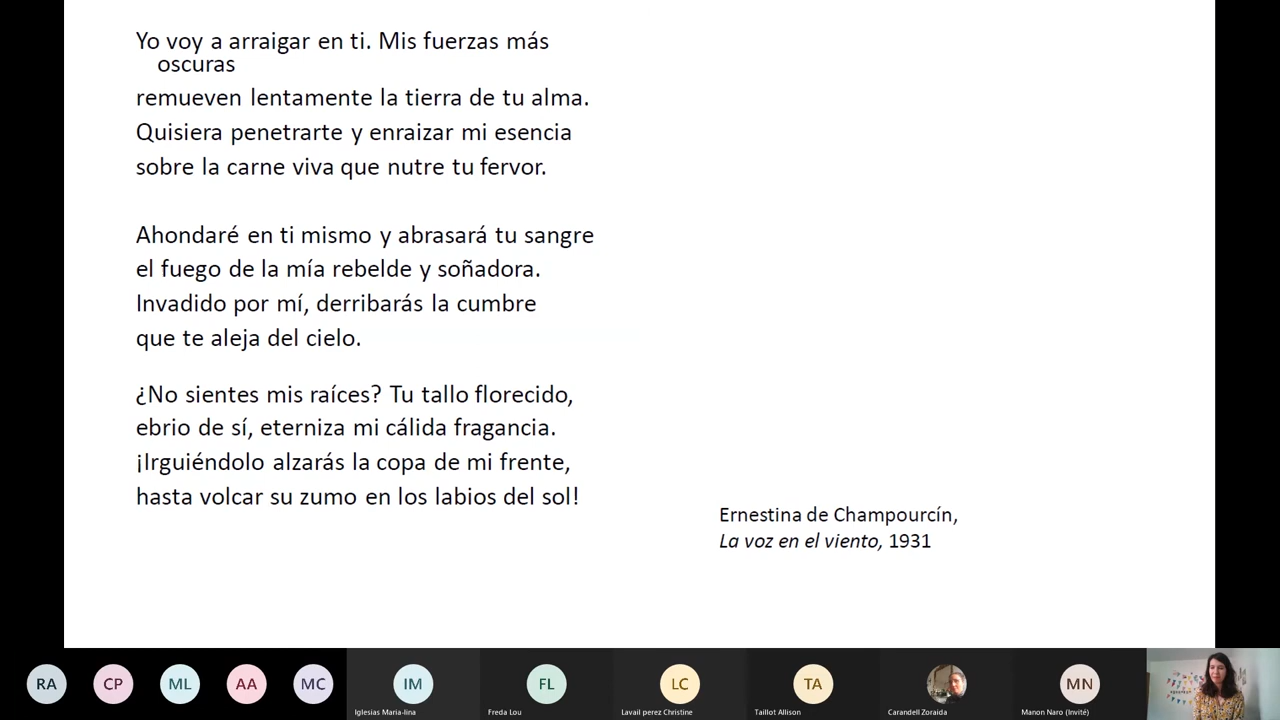 Yo voy a arraigar en ti. Mis fuerzas más
oscuras
remueven lentamente la tierra de tu alma.
Quisiera penetrarte y enraizar mi esencia
sobre la carne viva que nutre tu fervor.
Ahondaré en ti mismo y abrasará tu sangre
el fuego de la mía rebelde y soñadora.
Invadido por mí, derribarás la cumbre
que te aleja del cielo.
¿No sientes mis raíces? Tu tallo florecido,
ebrio de sí, eterniza mi cálida fragancia.
¡Irguiéndolo alzarás la copa de mi frente,
hasta volcar su zumo en los labios del sol!
Ernestina de Champourcín,
La voz en el viento, 1931
RA CP ML AA MC IM FL LC TA MN
Iglesias Maria-lina Freda Lou Lavail perez Christine Taillot Allison Carandell Zoraida Manon Naro (Invité)